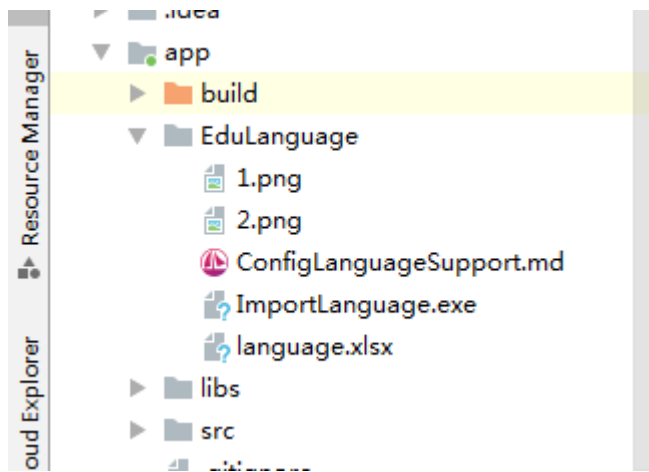 .idea
app
build
EduLanguage
1.png
2.png
ConfigLanguageSupport.md
ImportLanguage.exe
language.xlsx
libs
src
.gitignore
Resource Manager
oud Explorer